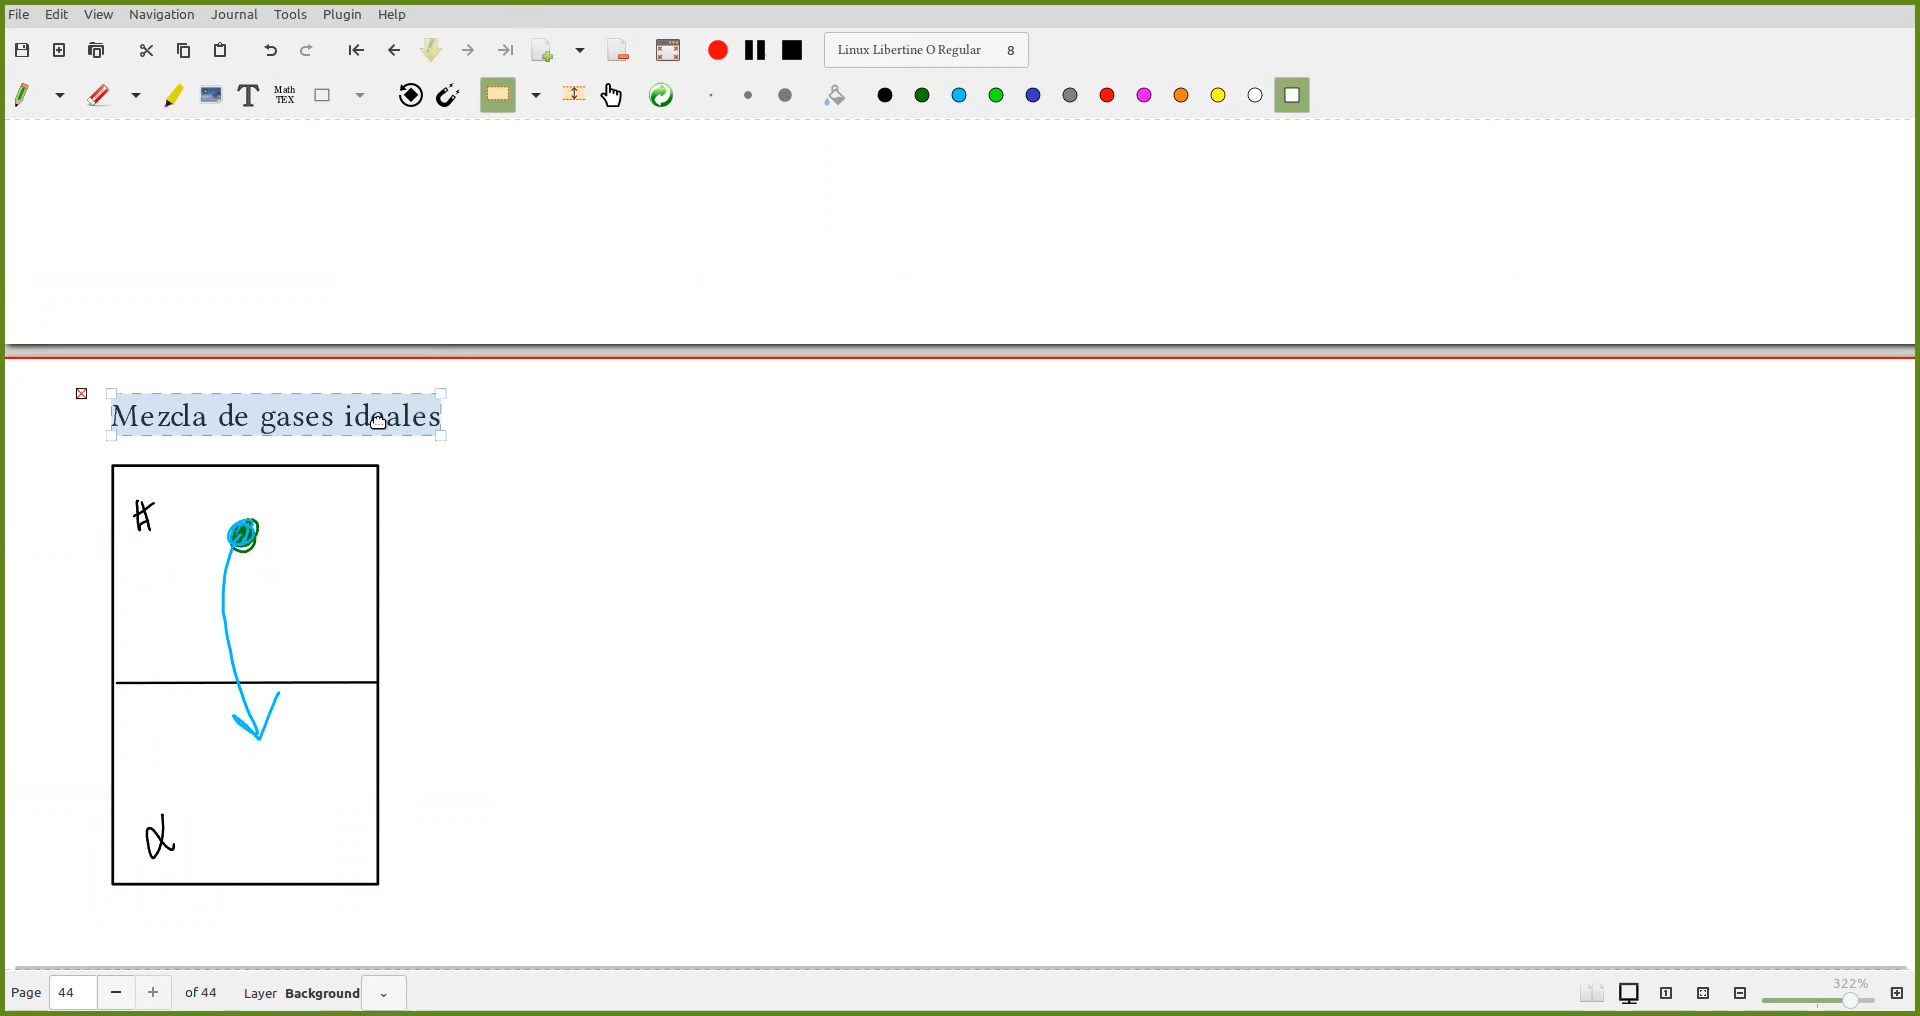 File Edit View Navigation Journal Tools Plugin Help
Linux Libertine O Regular 8
T Math TEX
Mezcla de gases ideales
α
Page 44 of 44 Layer Background 322%